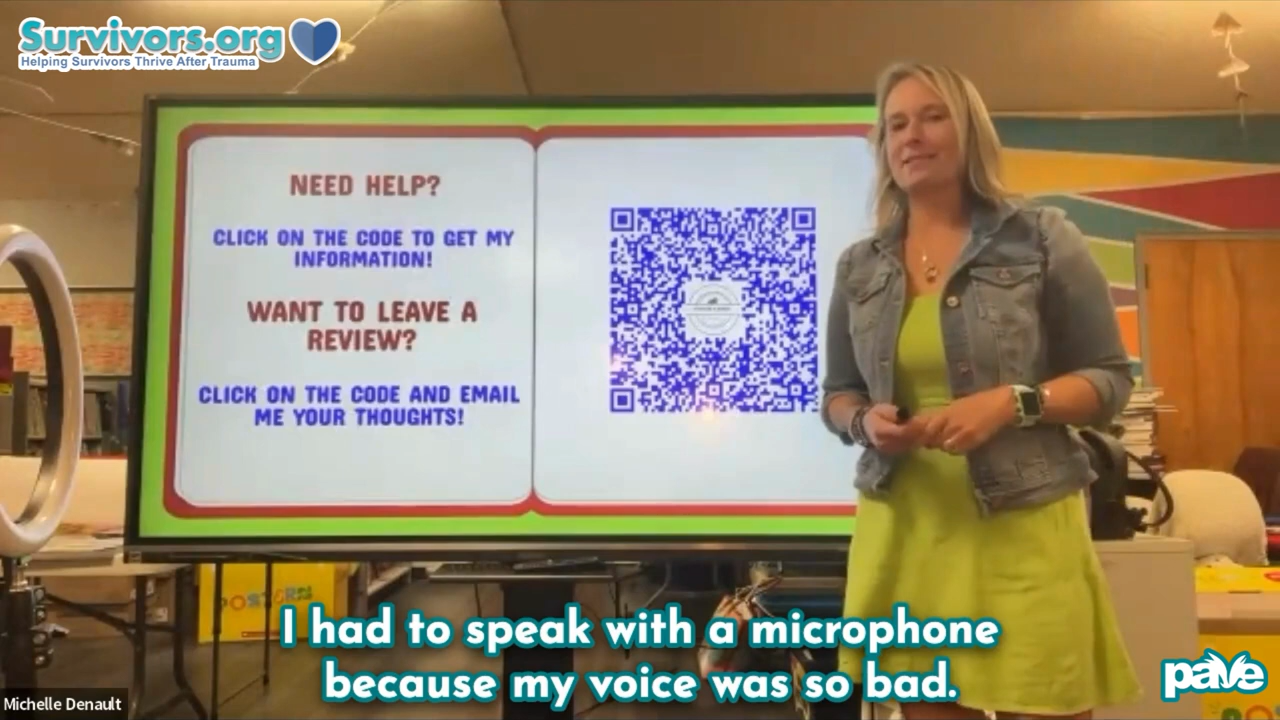 Survivors.org
Helping Survivors Thrive After Trauma
NEED HELP?
CLICK ON THE CODE TO GET MY
INFORMATION!
WANT TO LEAVE A
REVIEW?
CLICK ON THE CODE AND EMAIL
ME YOUR THOUGHTS!
POSTERS
I had to speak with a microphone
because my voice was so bad.
Michelle Denault
pave